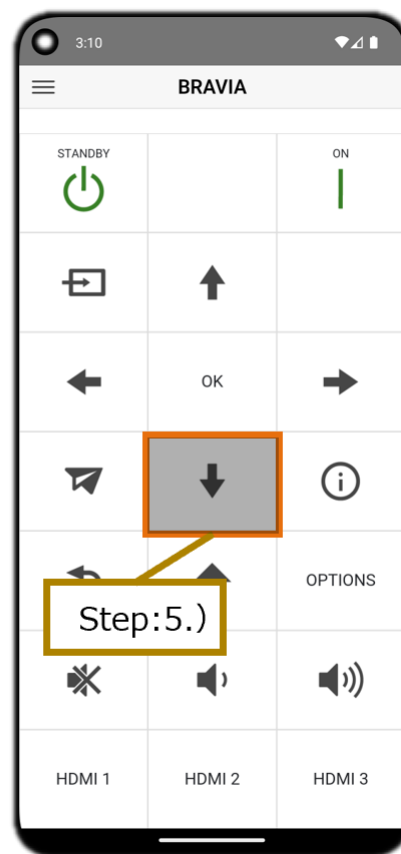 3:10
BRAVIA
STANDBY
ON
OK
OPTIONS
Step:5.)
HDMI 1
HDMI 2
HDMI 3